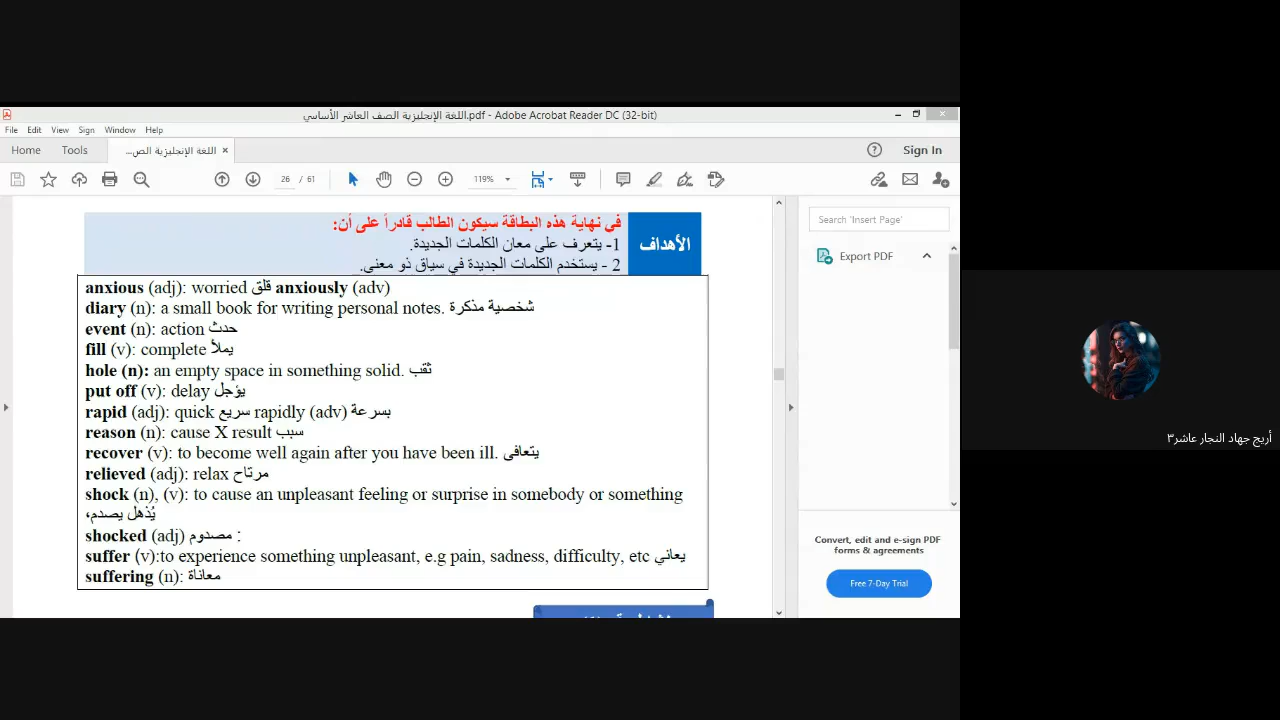 اللغة الإنجليزية الصف العاشر الأساسي.pdf - Adobe Acrobat Reader DC (32-bit)
File Edit View Sign Window Help
Home Tools اللغة الإنجليزية الص... × Sign In
26 / 61 119%
Search 'Insert Page'
Export PDF
الأهداف
في نهاية هذه البطاقة سيكون الطالب قادراً على أن:
1- يتعرف على معان الكلمات الجديدة.
2 - يستخدم الكلمات الجديدة في سياق ذو معنى.
anxious (adj): worried قلق anxiously (adv)
diary (n): a small book for writing personal notes. شخصية مذكرة
event (n): action حدث
fill (v): complete يملأ
hole (n): an empty space in something solid. ثقب
put off (v): delay يؤجل
rapid (adj): quick سريع rapidly (adv) بسرعة
reason (n): cause X result سبب
recover (v): to become well again after you have been ill. يتعافى
relieved (adj): relax مرتاح
shock (n), (v): to cause an unpleasant feeling or surprise in somebody or something
يُذهل يصدم،
shocked (adj) مصدوم :
suffer (v):to experience something unpleasant, e.g pain, sadness, difficulty, etc يعاني
suffering (n): معاناة
Convert, edit and e-sign PDF
forms & agreements
Free 7-Day Trial
أريج جهاد النجار عاشر٣